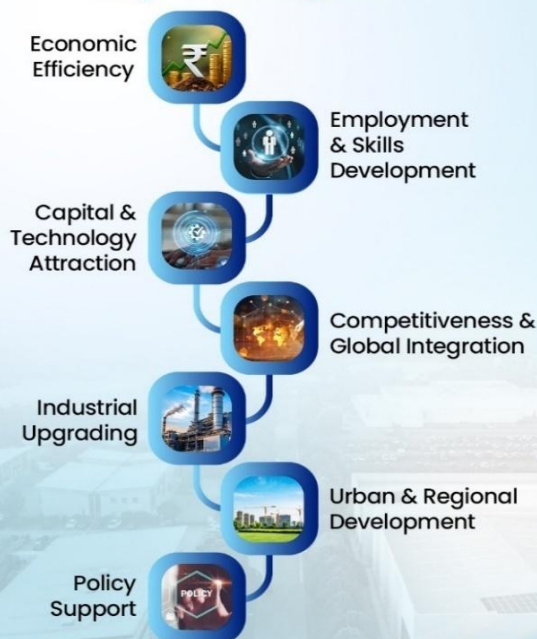 Economic
Efficiency
₹
Employment
& Skills
Development
Capital &
Technology
Attraction
Competitiveness &
Global Integration
Industrial
Upgrading
Urban & Regional
Development
Policy
Support
POLICY